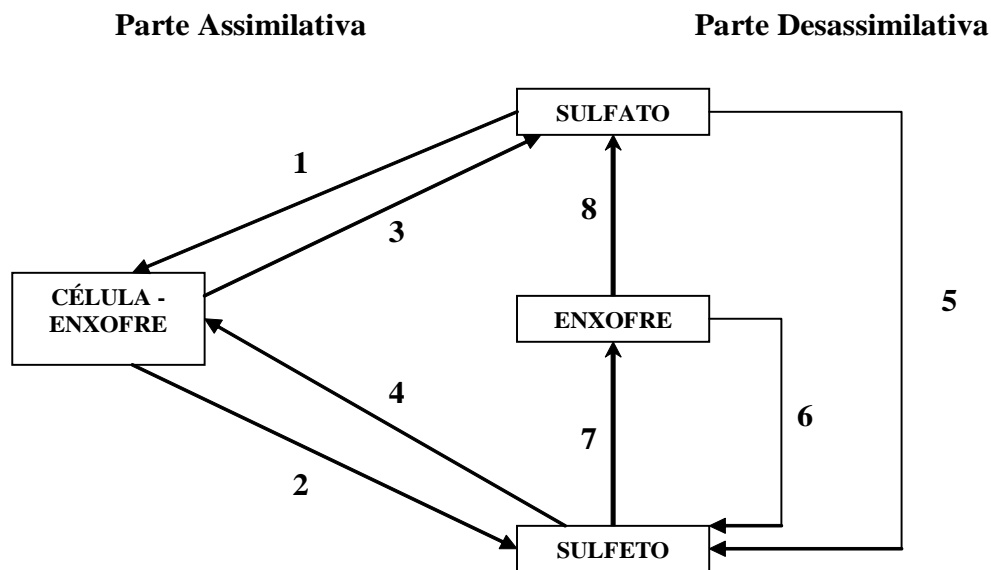 Parte Assimilativa
Parte Desassimilativa
SULFATO
1
8
3
CÉLULA -
ENXOFRE
ENXOFRE
5
4
6
7
2
SULFETO